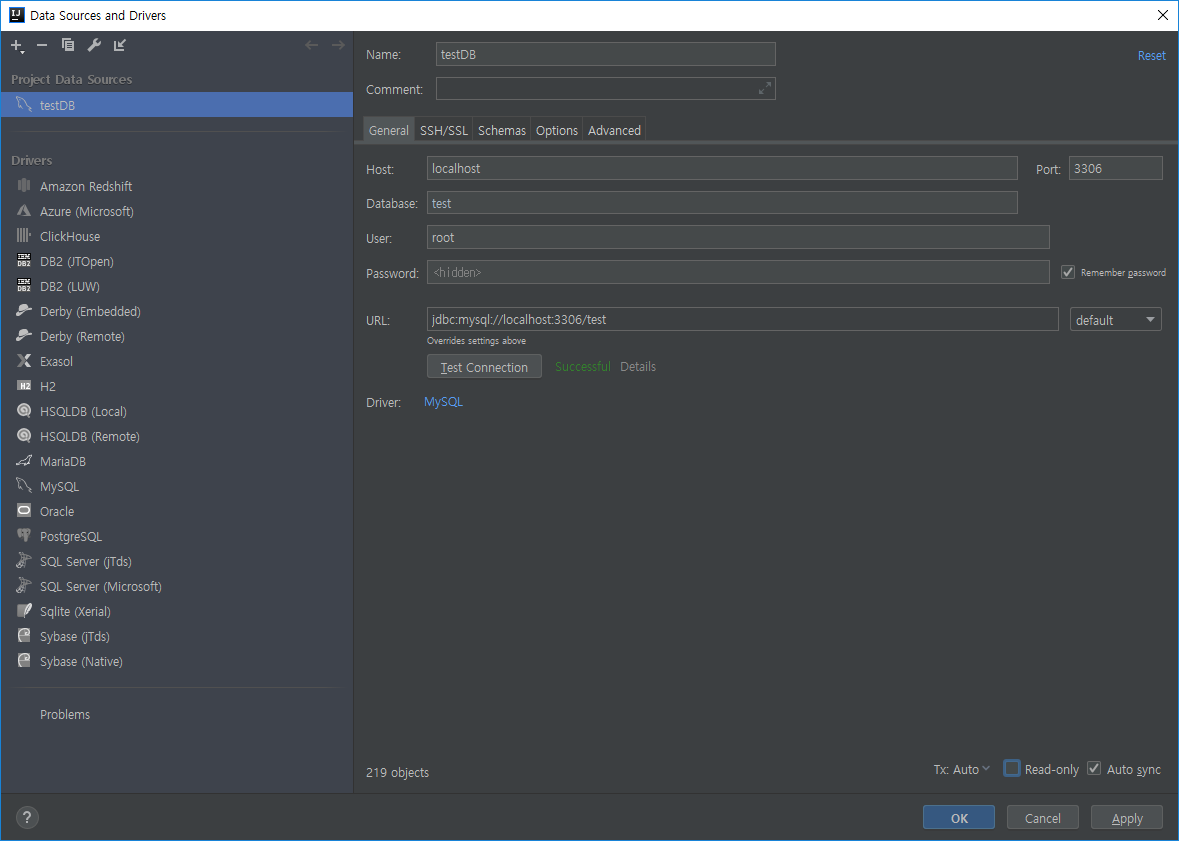 Data Sources and Drivers
Project Data Sources
testDB
Drivers
Amazon Redshift
Azure (Microsoft)
ClickHouse
DB2 (JTOpen)
DB2 (LUW)
Derby (Embedded)
Derby (Remote)
Exasol
H2
HSQLDB (Local)
HSQLDB (Remote)
MariaDB
MySQL
Oracle
PostgreSQL
SQL Server (jTds)
SQL Server (Microsoft)
Sqlite (Xerial)
Sybase (jTds)
Sybase (Native)
Problems
Name: testDB Reset
Comment:
General SSH/SSL Schemas Options Advanced
Host: localhost Port: 3306
Database: test
User: root
Password: <hidden> Remember password
URL: jdbc:mysql://localhost:3306/test default
Overrides settings above
Test Connection Successful Details
Driver: MySQL
219 objects Tx: Auto Read-only Auto sync
? OK Cancel Apply